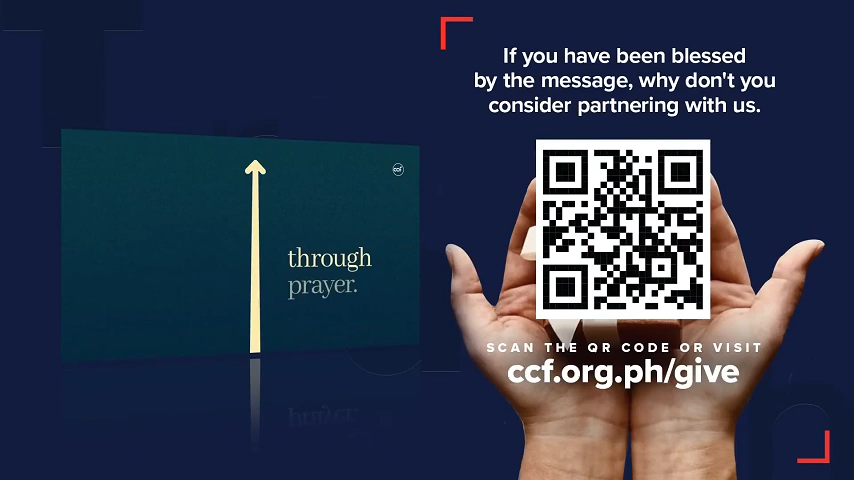 ccf
through
prayer.
If you have been blessed
by the message, why don't you
consider partnering with us.
SCAN THE QR CODE OR VISIT
ccf.org.ph/give